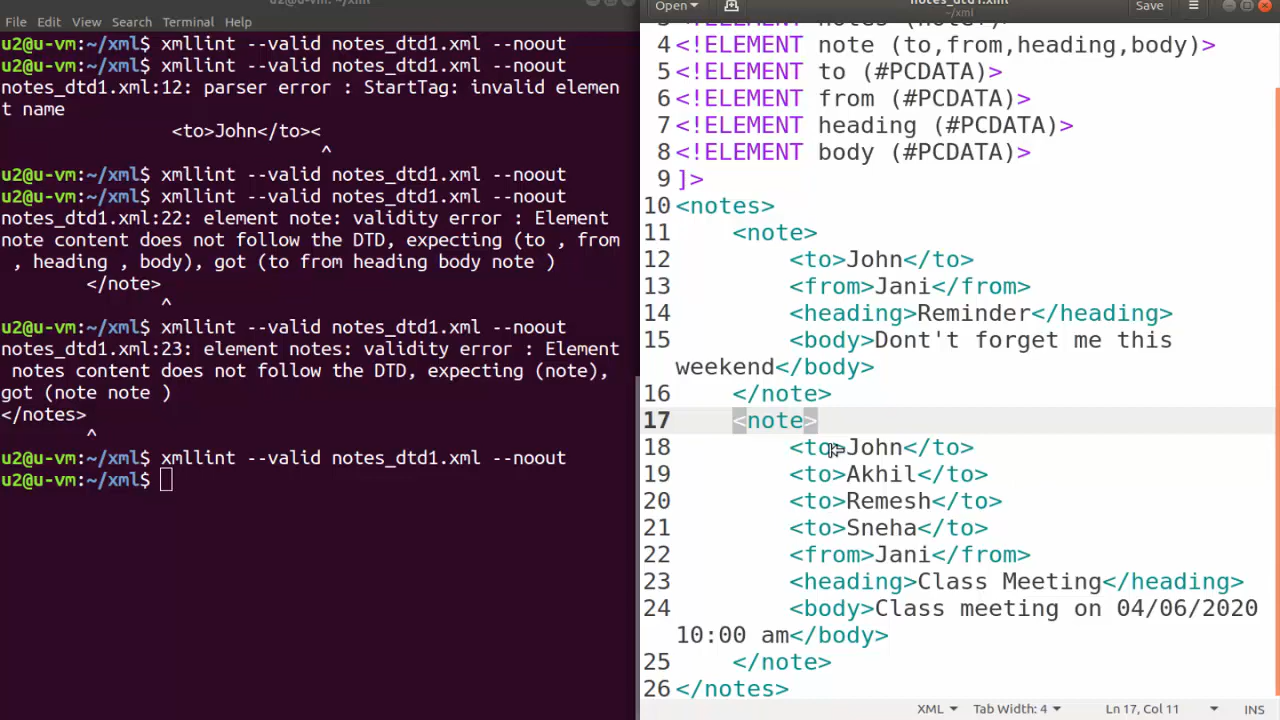 File Edit View Search Terminal Help
u2@u-vm:~/xml$ xmllint --valid notes_dtd1.xml --noout
u2@u-vm:~/xml$ xmllint --valid notes_dtd1.xml --noout
notes_dtd1.xml:12: parser error : StartTag: invalid elemen
t name
<to>John</to><
^
u2@u-vm:~/xml$ xmllint --valid notes_dtd1.xml --noout
u2@u-vm:~/xml$ xmllint --valid notes_dtd1.xml --noout
notes_dtd1.xml:22: element note: validity error : Element
note content does not follow the DTD, expecting (to , from
, heading , body), got (to from heading body note )
</note>
^
u2@u-vm:~/xml$ xmllint --valid notes_dtd1.xml --noout
notes_dtd1.xml:23: element notes: validity error : Element
notes content does not follow the DTD, expecting (note),
got (note note )
</notes>
^
u2@u-vm:~/xml$ xmllint --valid notes_dtd1.xml --noout
u2@u-vm:~/xml$
Open
~/xml
Save
4 <!ELEMENT note (to,from,heading,body)>
5 <!ELEMENT to (#PCDATA)>
6 <!ELEMENT from (#PCDATA)>
7 <!ELEMENT heading (#PCDATA)>
8 <!ELEMENT body (#PCDATA)>
9 ]>
10 <notes>
11 <note>
12 <to>John</to>
13 <from>Jani</from>
14 <heading>Reminder</heading>
15 <body>Dont't forget me this
weekend</body>
16 </note>
17 <note>
18 <to>John</to>
19 <to>Akhil</to>
20 <to>Remesh</to>
21 <to>Sneha</to>
22 <from>Jani</from>
23 <heading>Class Meeting</heading>
24 <body>Class meeting on 04/06/2020
10:00 am</body>
25 </note>
26 </notes>
XML Tab Width: 4 Ln 17, Col 11 INS